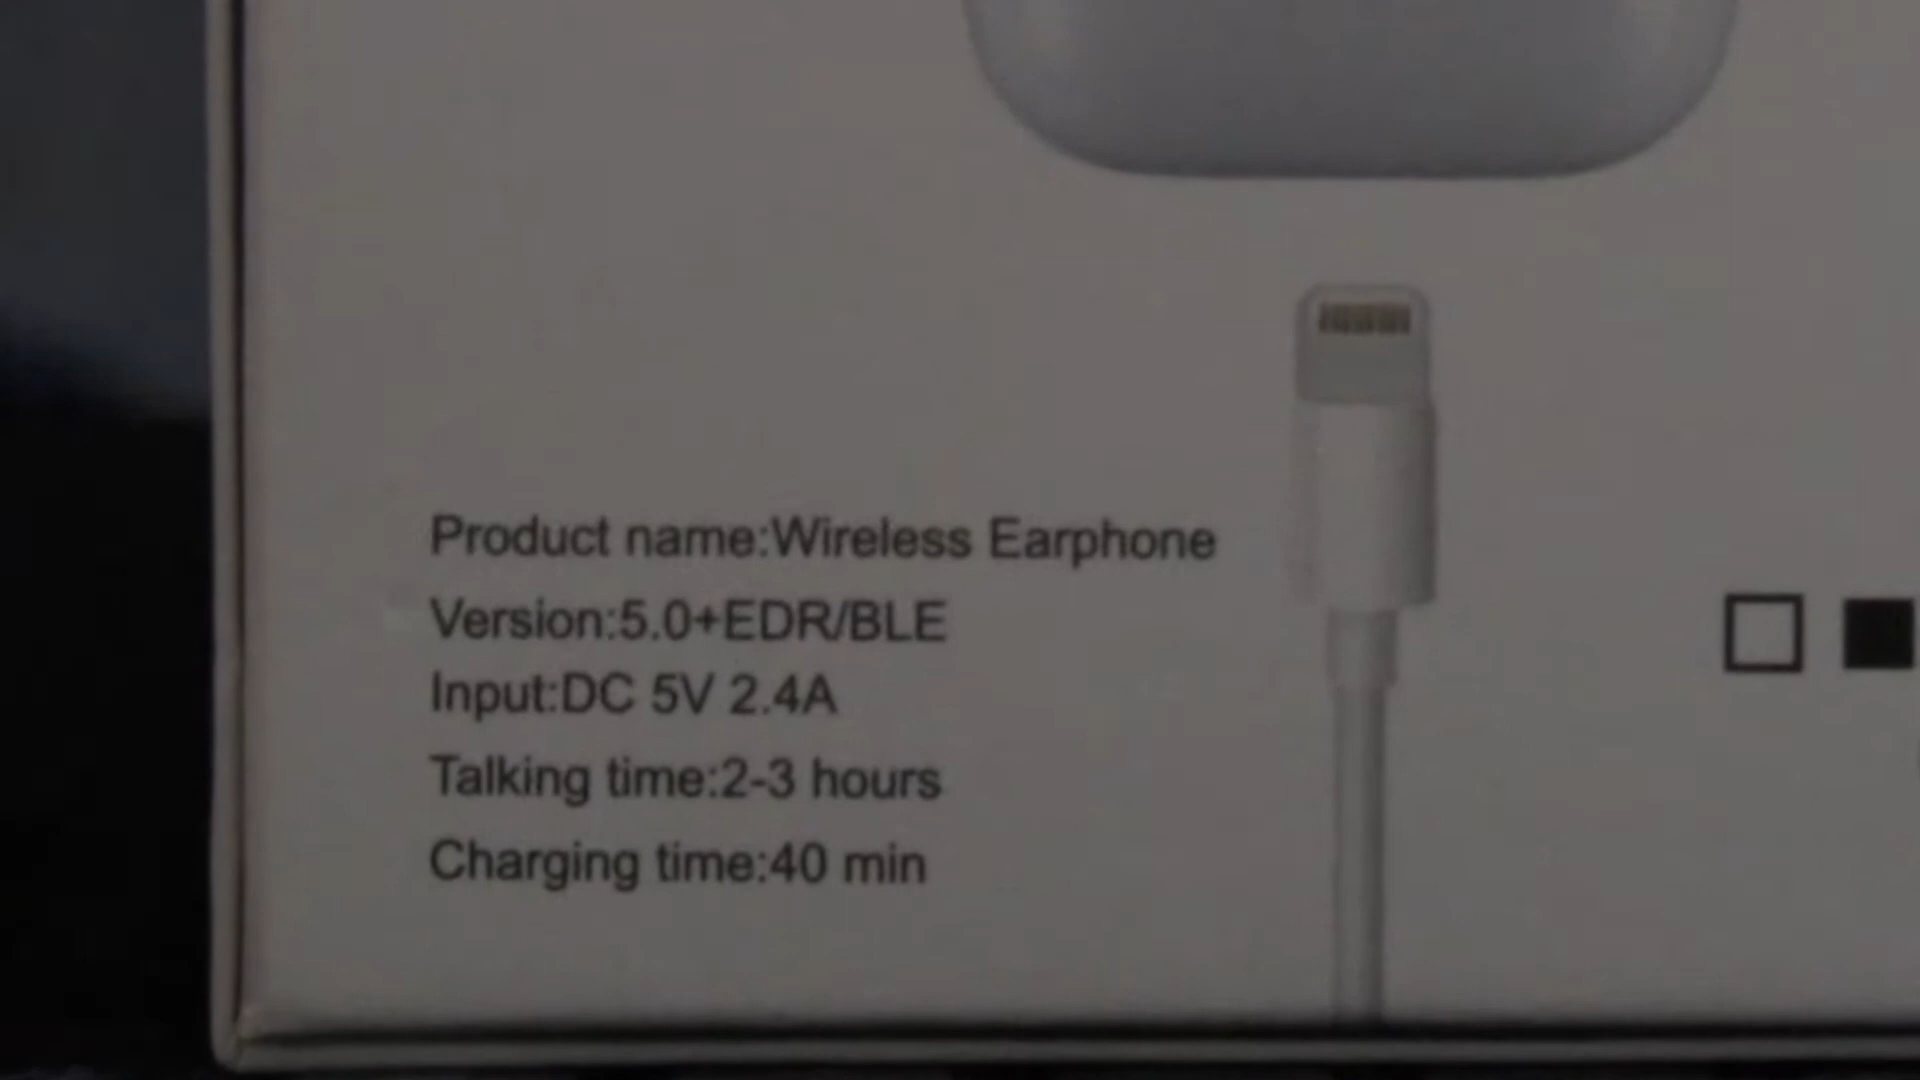 Product name:Wireless Earphone
Version:5.0+EDR/BLE
Input:DC 5V 2.4A
Talking time:2-3 hours
Charging time:40 min